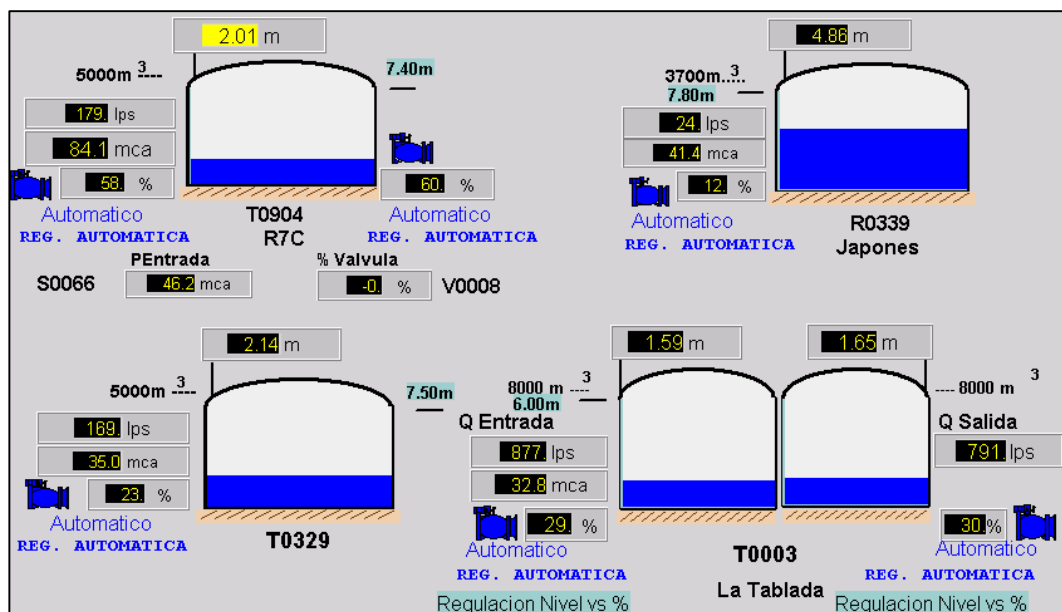 2.01 m
5000m 3 ----
7.40m
179. lps
84.1 mca
58. %
60. %
Automatico
REG. AUTOMATICA
T0904
R7C
Automatico
REG. AUTOMATICA
S0066
PEntrada
46.2 mca
% Valvula
-0. %
V0008
4.86 m
3700m.... 3
7.80m
24. lps
41.4 mca
12. %
Automatico
REG. AUTOMATICA
R0339
Japones
2.14 m
5000m 3 ----
7.50m
169. lps
35.0 mca
23. %
Automatico
REG. AUTOMATICA
T0329
1.59 m
1.65 m
8000 m --- 3
6.00m
Q Entrada
877. lps
32.8 mca
29. %
Automatico
REG. AUTOMATICA
Regulacion Nivel vs %
T0003
La Tablada
---- 8000 m 3
Q Salida
791. lps
30. %
Automatico
REG. AUTOMATICA
Regulacion Nivel vs %